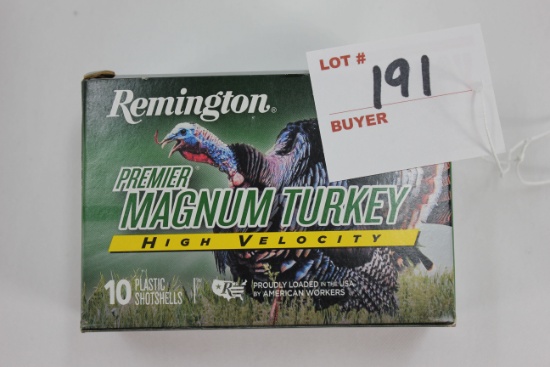 LOT # 191
BUYER
Remington®
PREMIER
MAGNUM TURKEY
HIGH VELOCITY
10 PLASTIC SHOTSHELLS
PROUDLY LOADED IN THE USA
BY AMERICAN WORKERS